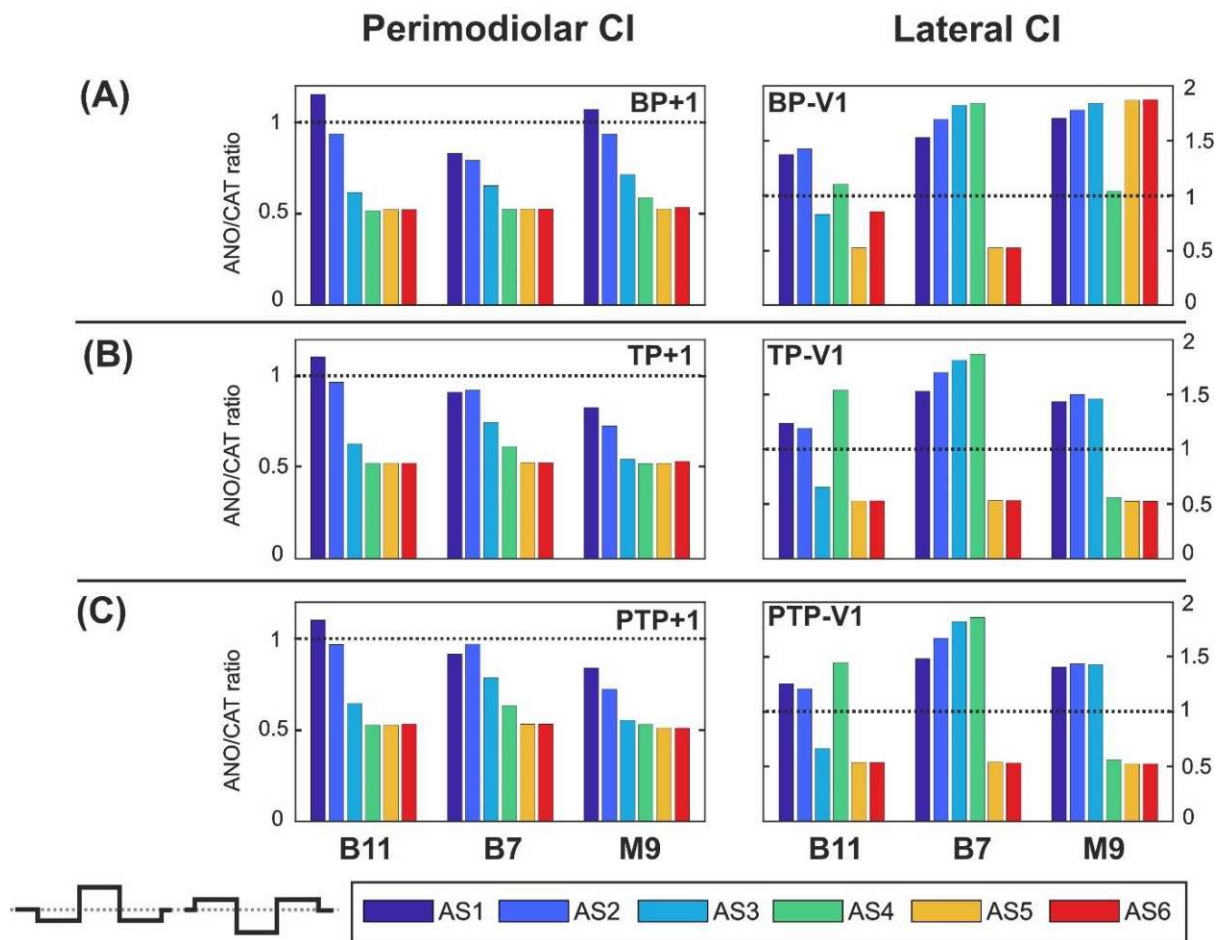 Perimodiolar CI Lateral CI
(A)
BP+1 BP-V1
ANO/CAT ratio
1
0.5
0
2
1.5
1
0.5
0
(B)
TP+1 TP-V1
ANO/CAT ratio
1
0.5
0
2
1.5
1
0.5
0
(C)
PTP+1 PTP-V1
ANO/CAT ratio
1
0.5
0
2
1.5
1
0.5
0
B11 B7 M9 B11 B7 M9
AS1 AS2 AS3 AS4 AS5 AS6